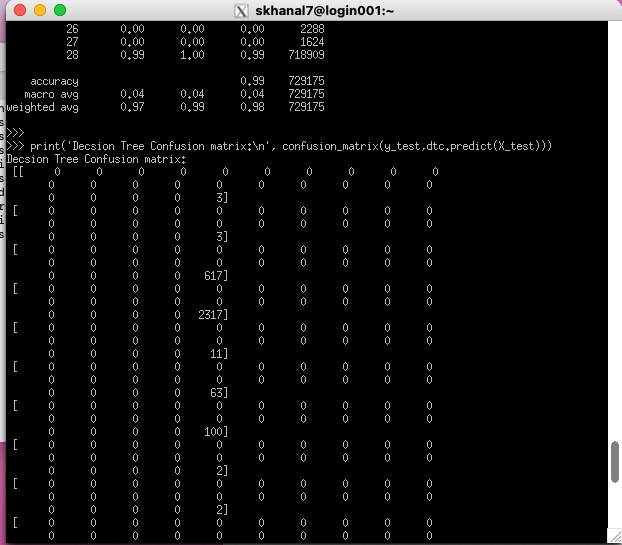 skhanal7@login001:~
26 0.00 0.00 0.00 2288
27 0.00 0.00 0.00 1624
28 0.99 1.00 0.99 718909
accuracy 0.99 729175
macro avg 0.04 0.04 0.04 729175
weighted avg 0.97 0.99 0.98 729175
>>>
>>> print('Decsion Tree Confusion matrix:\n', confusion_matrix(y_test,dtc.predict(X_test)))
Decsion Tree Confusion matrix:
[[ 0 0 0 0 0 0 0 0 0 0
0 0 0 0 0 0 0 0 0 0
0 0 0 0 3]
[ 0 0 0 0 0 0 0 0 0 0
0 0 0 0 0 0 0 0 0 0
0 0 0 0 3]
[ 0 0 0 0 0 0 0 0 0 0
0 0 0 0 0 0 0 0 0 0
0 0 0 0 617]
[ 0 0 0 0 0 0 0 0 0 0
0 0 0 0 0 0 0 0 0 0
0 0 0 0 2317]
[ 0 0 0 0 0 0 0 0 0 0
0 0 0 0 0 0 0 0 0 0
0 0 0 0 11]
[ 0 0 0 0 0 0 0 0 0 0
0 0 0 0 0 0 0 0 0 0
0 0 0 0 63]
[ 0 0 0 0 0 0 0 0 0 0
0 0 0 0 0 0 0 0 0 0
0 0 0 0 100]
[ 0 0 0 0 0 0 0 0 0 0
0 0 0 0 0 0 0 0 0 0
0 0 0 0 2]
[ 0 0 0 0 0 0 0 0 0 0
0 0 0 0 0 0 0 0 0 0
0 0 0 0 2]
[ 0 0 0 0 0 0 0 0 0 0
0 0 0 0 0 0 0 0 0 0